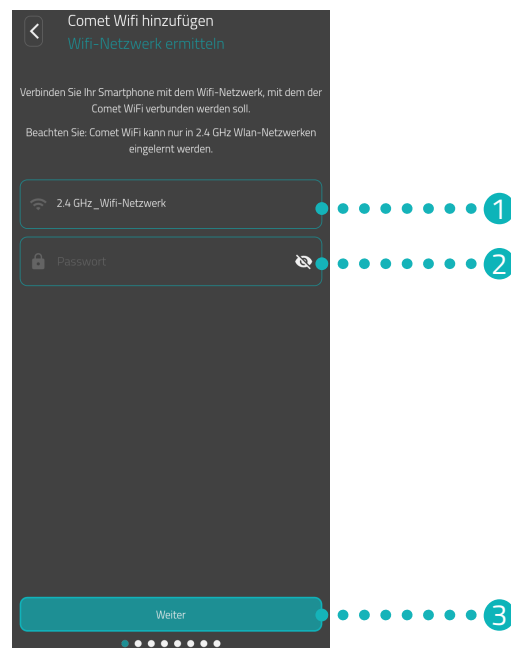 Comet Wifi hinzufügen
Wifi-Netzwerk ermitteln
Verbinden Sie Ihr Smartphone mit dem Wifi-Netzwerk, mit dem der
Comet WiFi verbunden werden soll.
Beachten Sie: Comet WiFi kann nur in 2.4 GHz Wlan-Netzwerken
eingelernt werden.
2.4 GHz_Wifi-Netzwerk
1
Passwort
2
Weiter
3